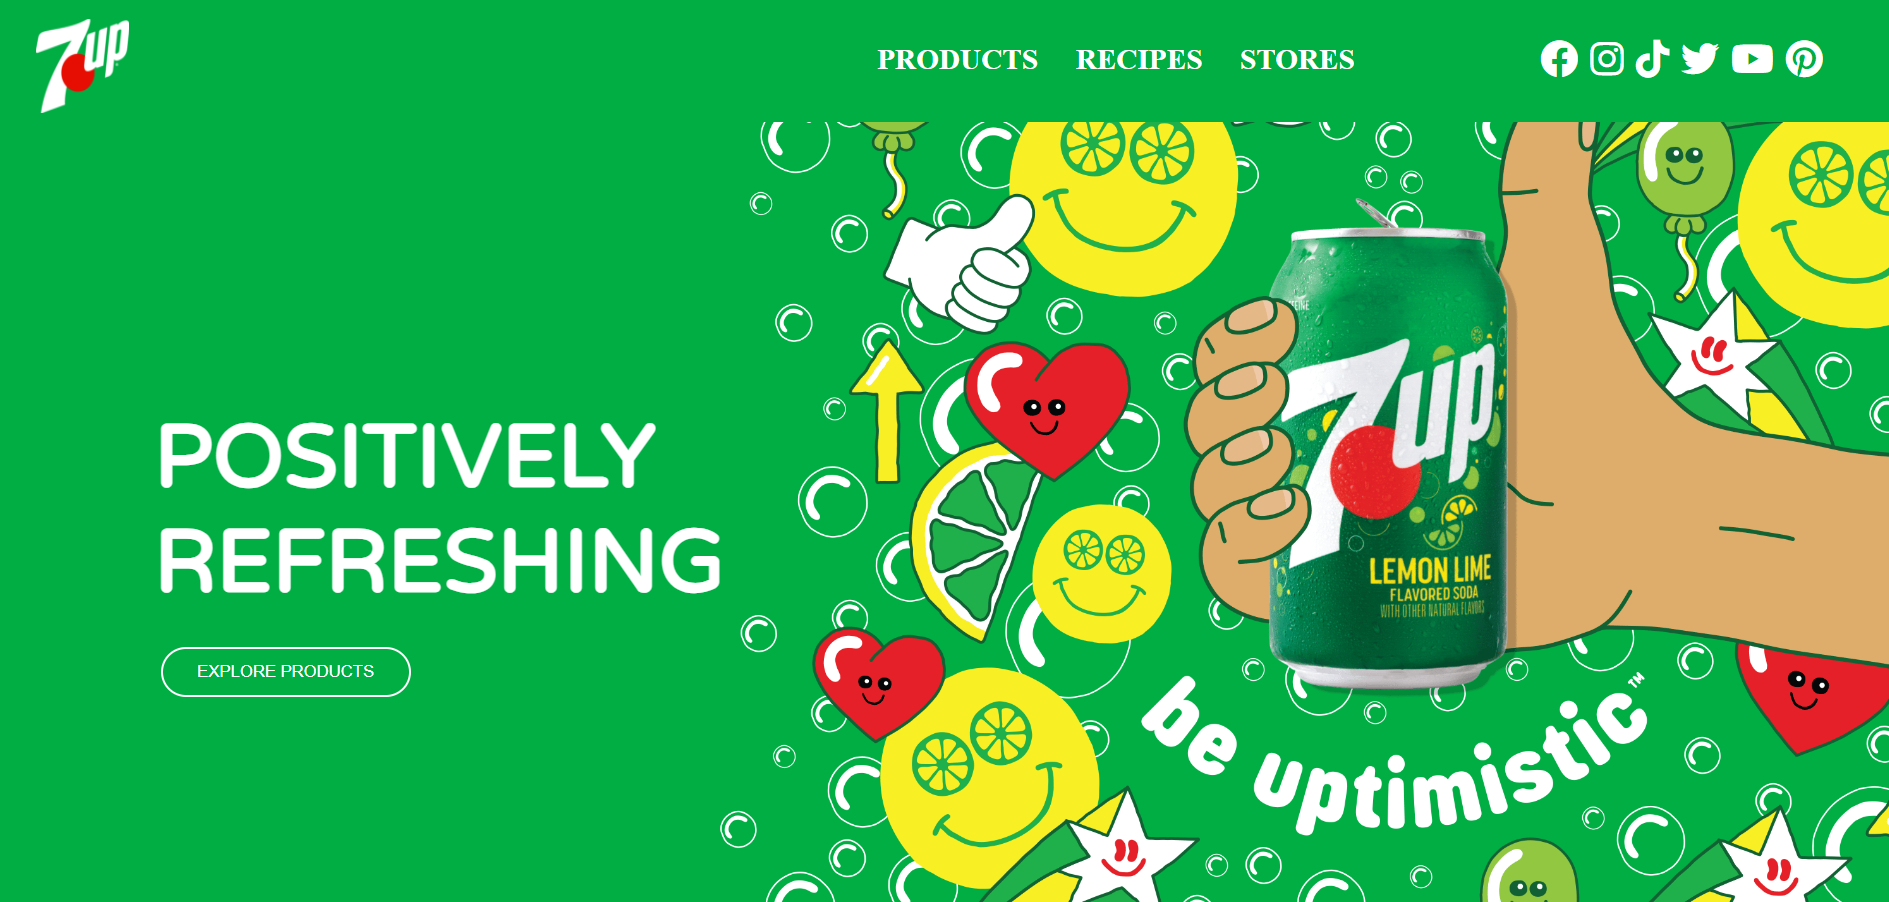 7up
PRODUCTS RECIPES STORES
POSITIVELY
REFRESHING
EXPLORE PRODUCTS
7up
LEMON LIME
FLAVORED SODA
WITH OTHER NATURAL FLAVORS
be uptimistic™